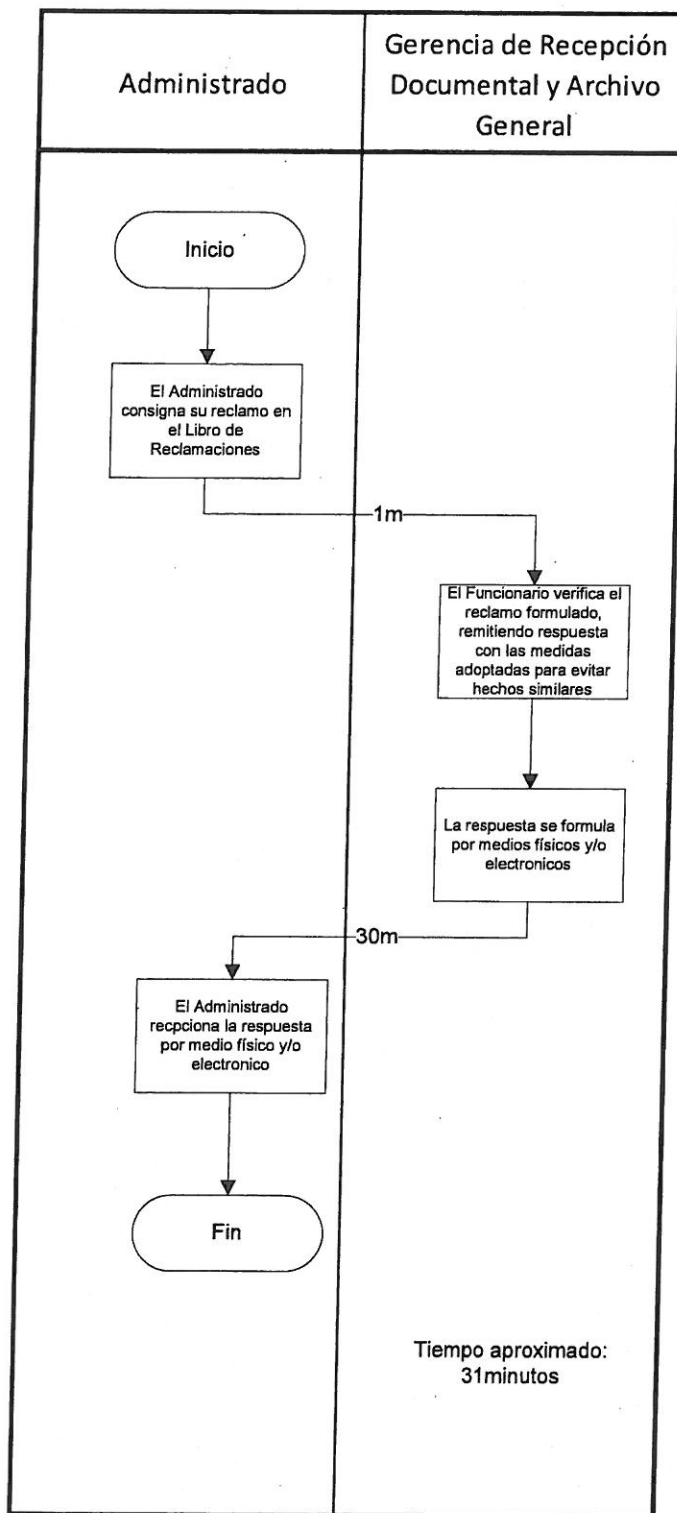 Administrado
Gerencia de Recepción
Documental y Archivo
General
Inicio
El Administrado
consigna su reclamo en
el Libro de
Reclamaciones
1m
El Funcionario verifica el
reclamo formulado,
remitiendo respuesta
con las medidas
adoptadas para evitar
hechos similares
La respuesta se formula
por medios físicos y/o
electronicos
30m
El Administrado
recpciona la respuesta
por medio físico y/o
electronico
Fin
Tiempo aproximado:
31minutos